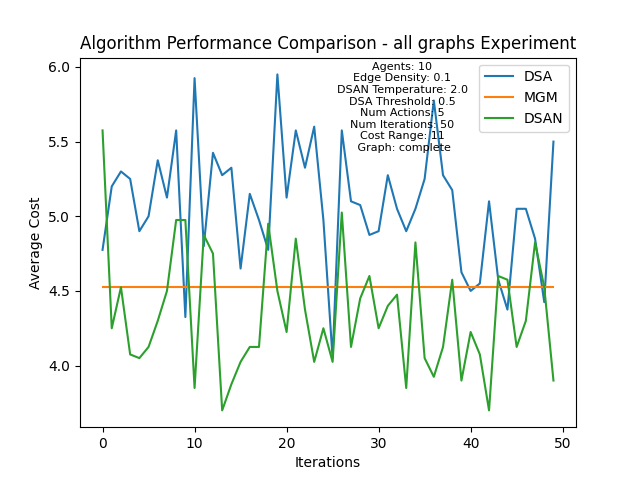 Algorithm Performance Comparison - all graphs Experiment
Agents: 10
Edge Density: 0.1
DSAN Temperature: 2.0
DSA Threshold: 0.5
Num Actions: 5
Num Iterations: 50
Cost Range: 11
Graph: complete
DSA
MGM
DSAN
Average Cost
6.0
5.5
5.0
4.5
4.0
0
10
20
30
40
50
Iterations